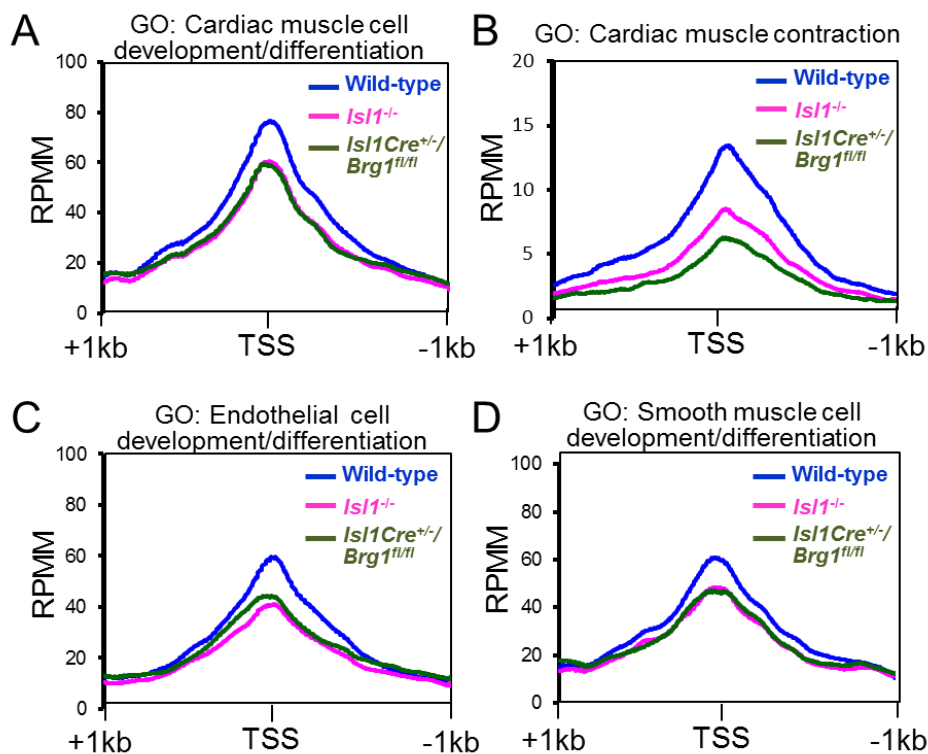 A
GO: Cardiac muscle cell
development/differentiation
100
80
60
40
20
0
RPMM
Wild-type
Isl1-/-
Isl1Cre+/-/
Brg1fl/fl
+1kb
TSS
-1kb
B
GO: Cardiac muscle contraction
20
15
10
5
0
RPMM
Wild-type
Isl1-/-
Isl1Cre+/-/
Brg1fl/fl
+1kb
TSS
-1kb
C
GO: Endothelial cell
development/differentiation
100
80
60
40
20
0
RPMM
Wild-type
Isl1-/-
Isl1Cre+/-/
Brg1fl/fl
+1kb
TSS
-1kb
D
GO: Smooth muscle cell
development/differentiation
100
80
60
40
20
0
RPMM
Wild-type
Isl1-/-
Isl1Cre+/-/
Brg1fl/fl
+1kb
TSS
-1kb